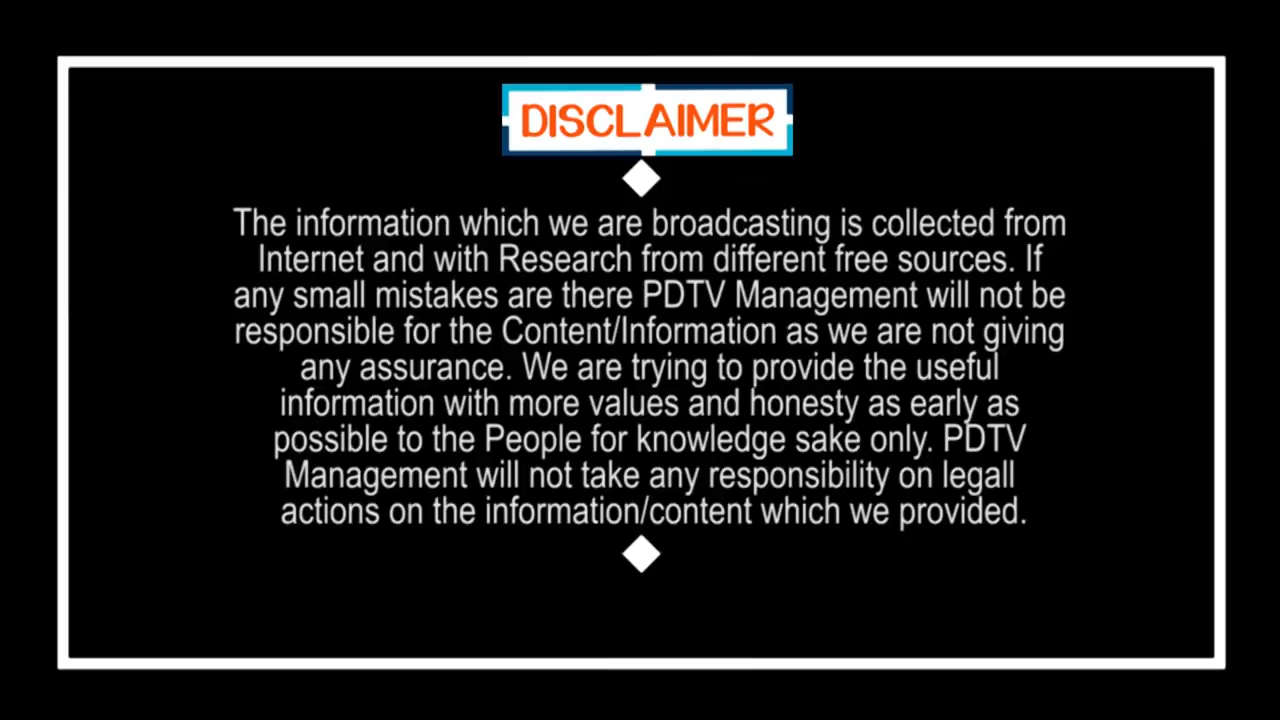 DISCLAIMER
The information which we are broadcasting is collected from
Internet and with Research from different free sources. If
any small mistakes are there PDTV Management will not be
responsible for the Content/Information as we are not giving
any assurance. We are trying to provide the useful
information with more values and honesty as early as
possible to the People for knowledge sake only. PDTV
Management will not take any responsibility on legall
actions on the information/content which we provided.